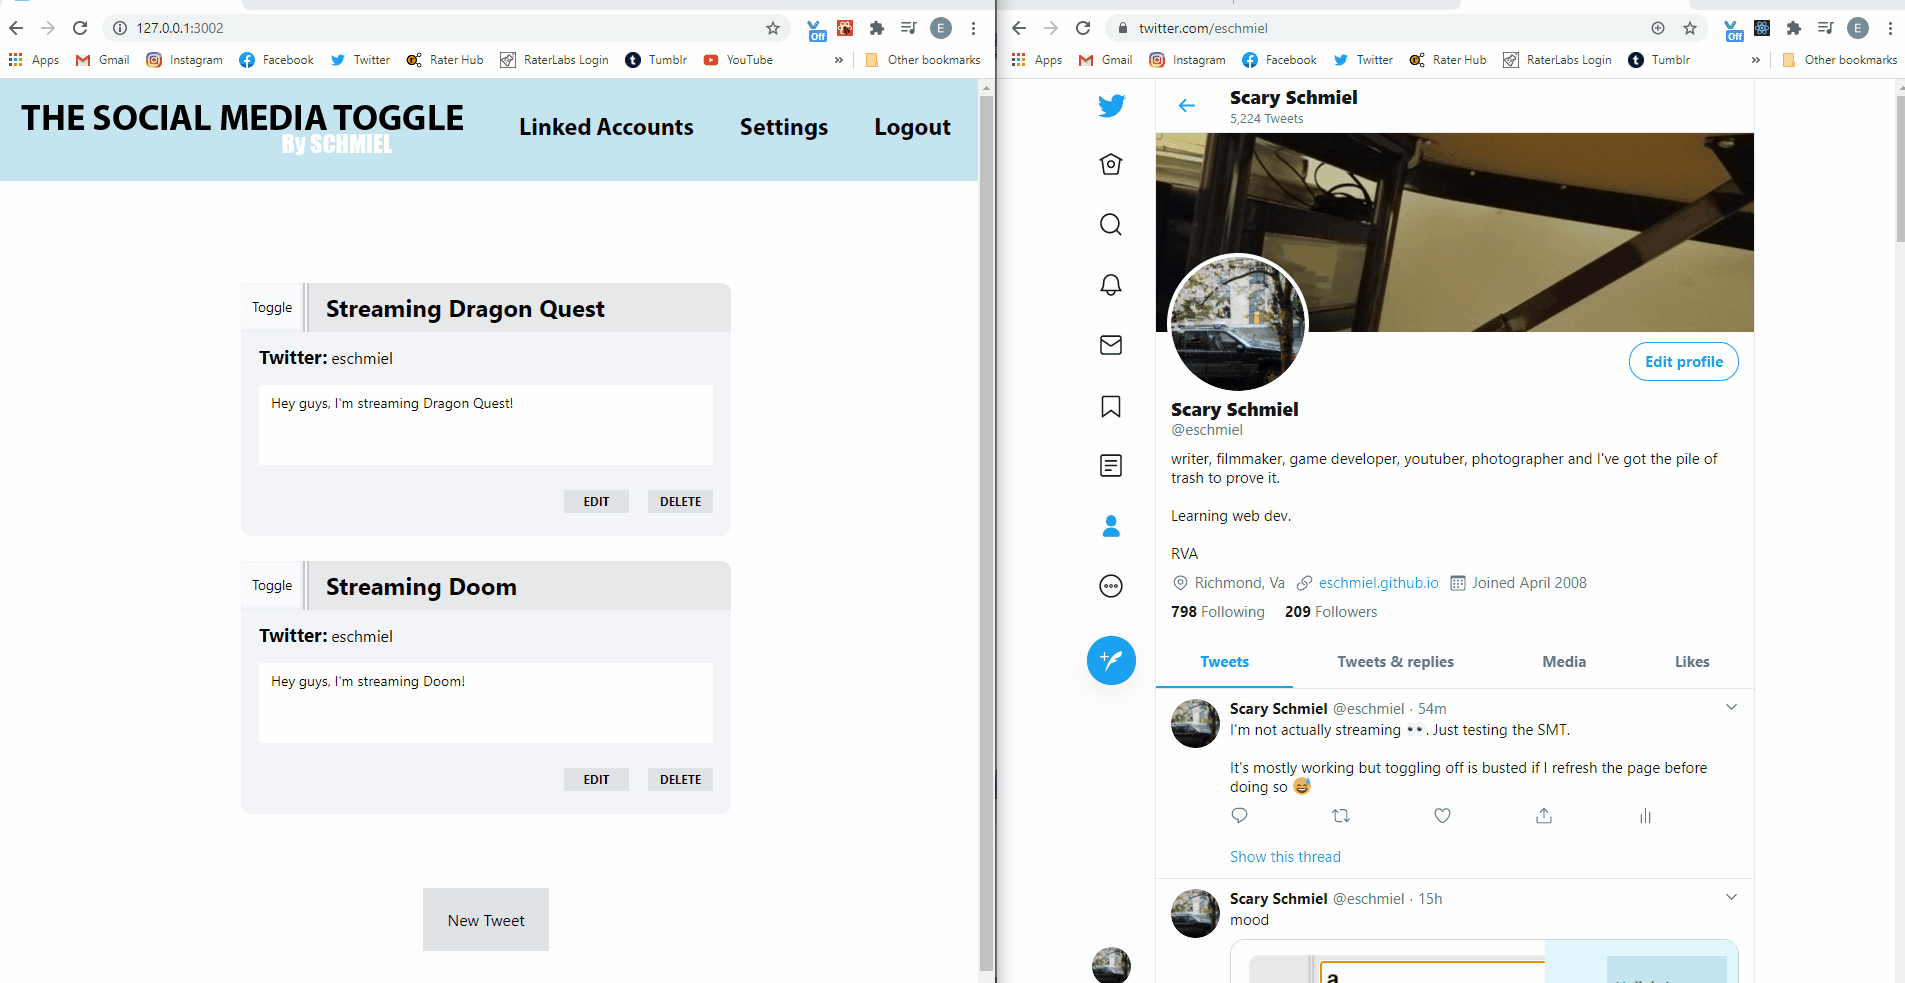 127.0.0.1:3002
Off
E
Apps
Gmail
Instagram
Facebook
Twitter
Rater Hub
RaterLabs Login
Tumblr
YouTube
»
Other bookmarks
THE SOCIAL MEDIA TOGGLE
By SCHMIEL
Linked Accounts
Settings
Logout
Toggle
Streaming Dragon Quest
Twitter: eschmiel
Hey guys, I'm streaming Dragon Quest!
EDIT
DELETE
Toggle
Streaming Doom
Twitter: eschmiel
Hey guys, I'm streaming Doom!
EDIT
DELETE
New Tweet
twitter.com/eschmiel
Off
E
Apps
Gmail
Instagram
Facebook
Twitter
Rater Hub
RaterLabs Login
Tumblr
»
Other bookmarks
Scary Schmiel
5,224 Tweets
Edit profile
Scary Schmiel
@eschmiel
writer, filmmaker, game developer, youtuber, photographer and I've got the pile of
trash to prove it.
Learning web dev.
RVA
Richmond, Va
eschmiel.github.io
Joined April 2008
798 Following
209 Followers
Tweets
Tweets & replies
Media
Likes
Scary Schmiel @eschmiel · 54m
I'm not actually streaming 👀. Just testing the SMT.
It's mostly working but toggling off is busted if I refresh the page before
doing so 😅
Show this thread
Scary Schmiel @eschmiel · 15h
mood
a